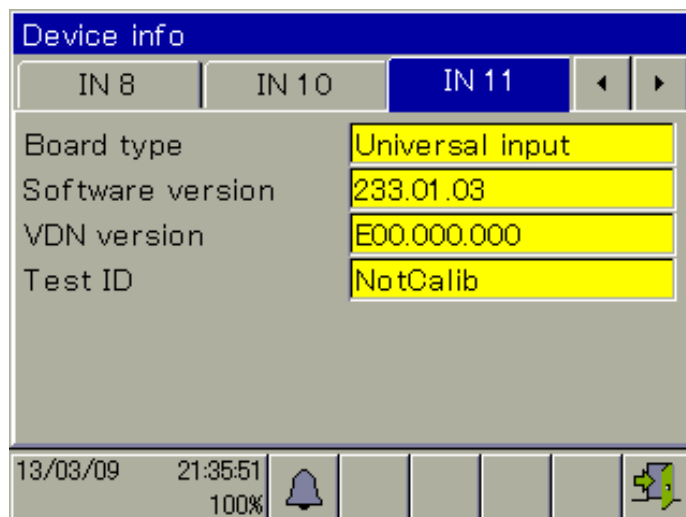 Device info
IN 8 IN 10 IN 11
Board type Universal input
Software version 233.01.03
VDN version E00.000.000
Test ID NotCalib
13/03/09 21:35:51
100%